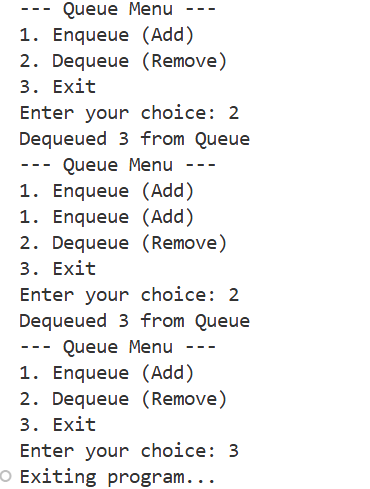 --- Queue Menu ---
1. Enqueue (Add)
2. Dequeue (Remove)
3. Exit
Enter your choice: 2
Dequeued 3 from Queue
--- Queue Menu ---
1. Enqueue (Add)
1. Enqueue (Add)
2. Dequeue (Remove)
3. Exit
Enter your choice: 2
Dequeued 3 from Queue
--- Queue Menu ---
1. Enqueue (Add)
2. Dequeue (Remove)
3. Exit
Enter your choice: 3
Exiting program...